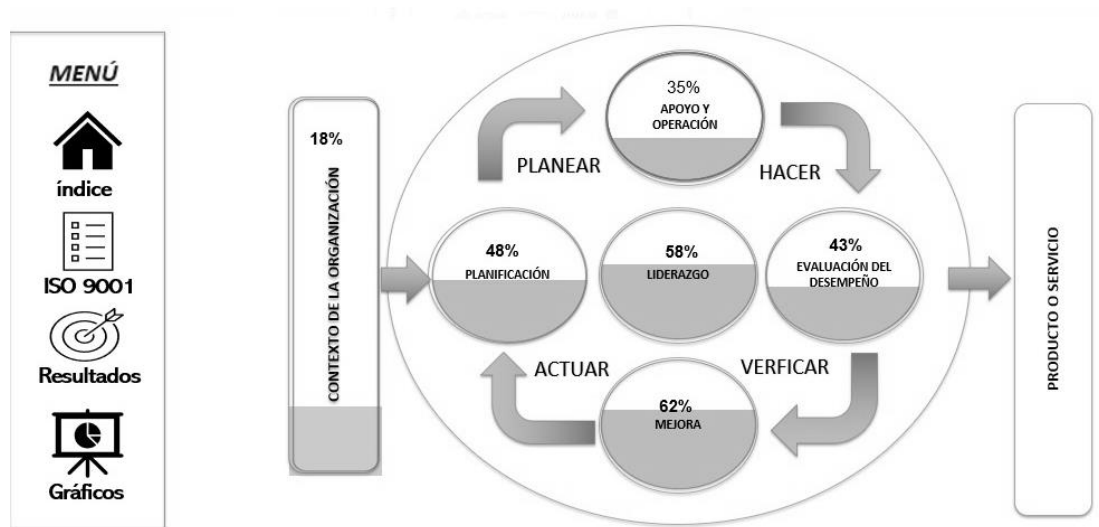 MENÚ
índice
ISO 9001
Resultados
Gráficos
18%
CONTEXTO DE LA ORGANIZACIÓN
PLANEAR
35%
APOYO Y
OPERACIÓN
HACER
48%
PLANIFICACIÓN
58%
LIDERAZGO
43%
EVALUACIÓN DEL
DESEMPEÑO
ACTUAR
VERFICAR
62%
MEJORA
PRODUCTO O SERVICIO